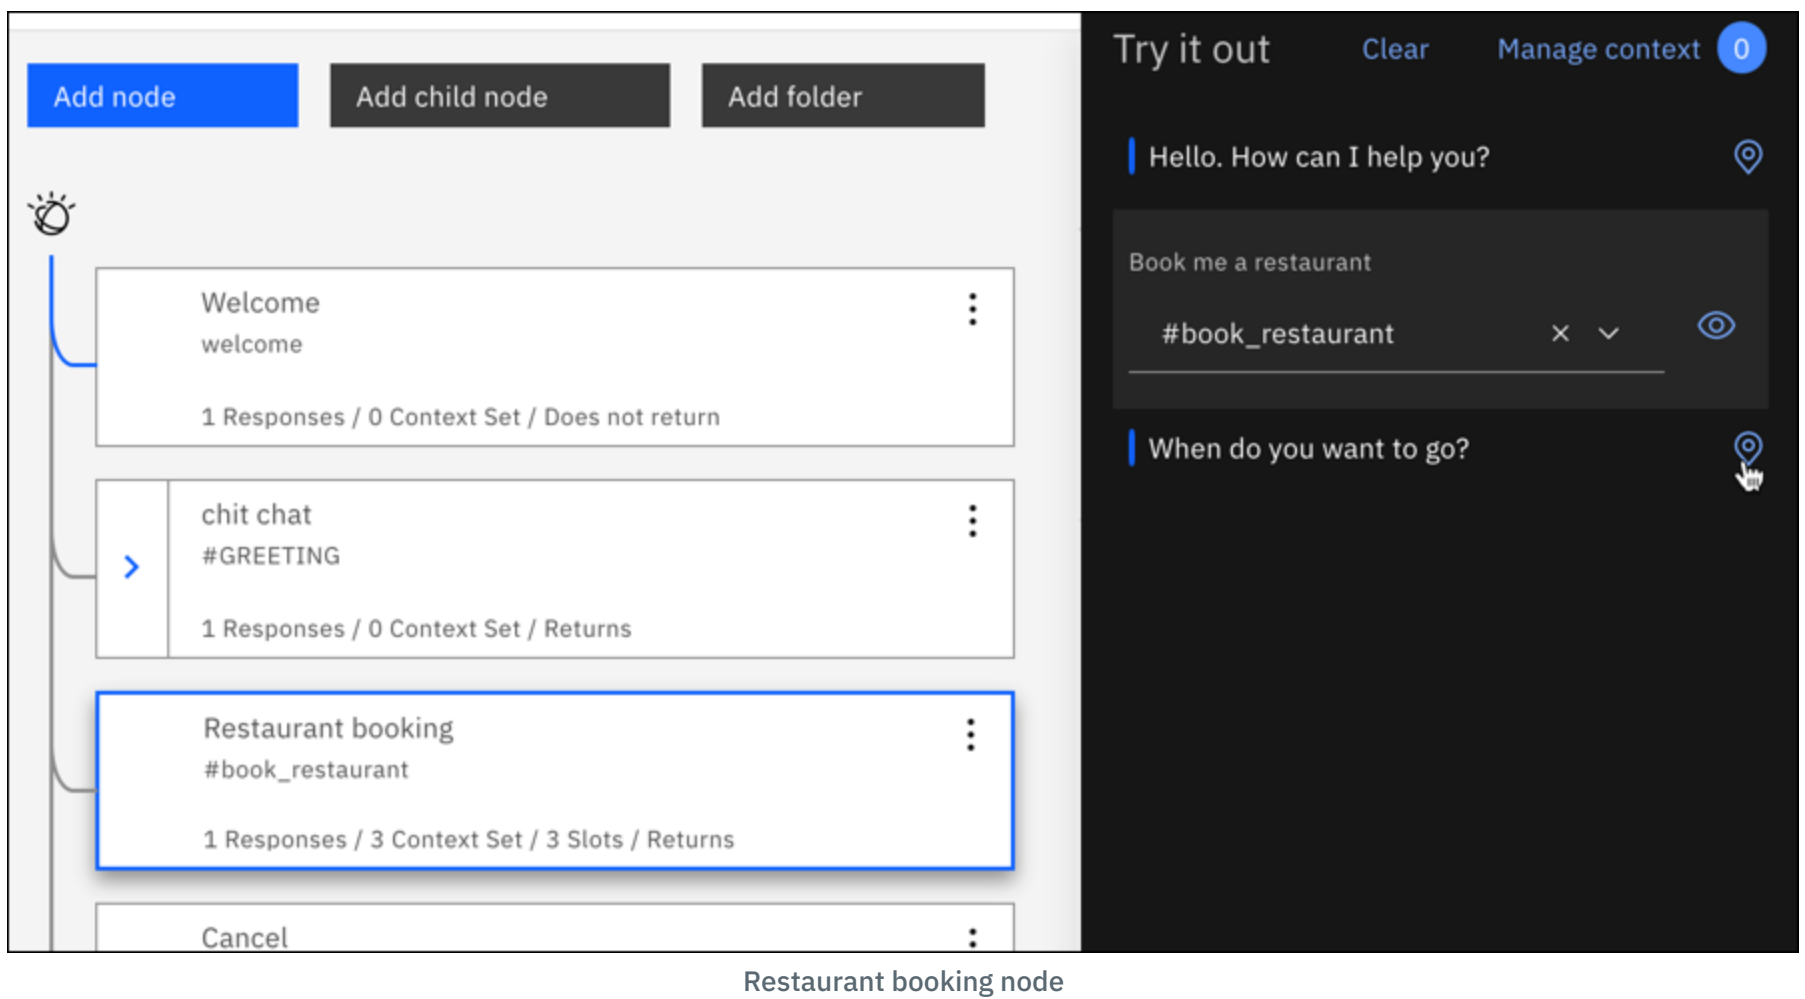 Add node
Add child node
Add folder
Welcome
welcome
1 Responses / 0 Context Set / Does not return
chit chat
#GREETING
1 Responses / 0 Context Set / Returns
Restaurant booking
#book_restaurant
1 Responses / 3 Context Set / 3 Slots / Returns
Cancel
Try it out
Clear
Manage context 0
Hello. How can I help you?
Book me a restaurant
#book_restaurant
When do you want to go?
Restaurant booking node